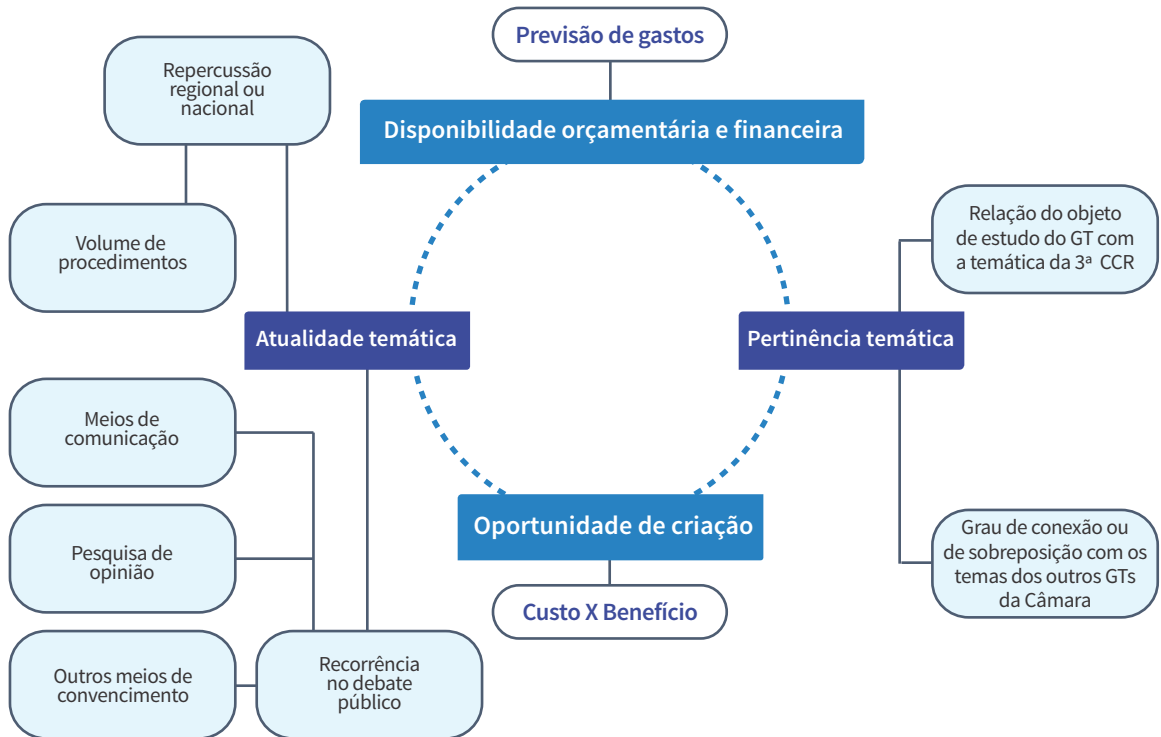 Previsão de gastos
Disponibilidade orçamentária e financeira
Repercussão
regional ou
nacional
Volume de
procedimentos
Relação do objeto
de estudo do GT com
a temática da 3ª CCR
Atualidade temática
Pertinência temática
Meios de
comunicação
Pesquisa de
opinião
Outros meios de
convencimento
Recorrência
no debate
público
Oportunidade de criação
Custo X Benefício
Grau de conexão ou
de sobreposição com os
temas dos outros GTs
da Câmara